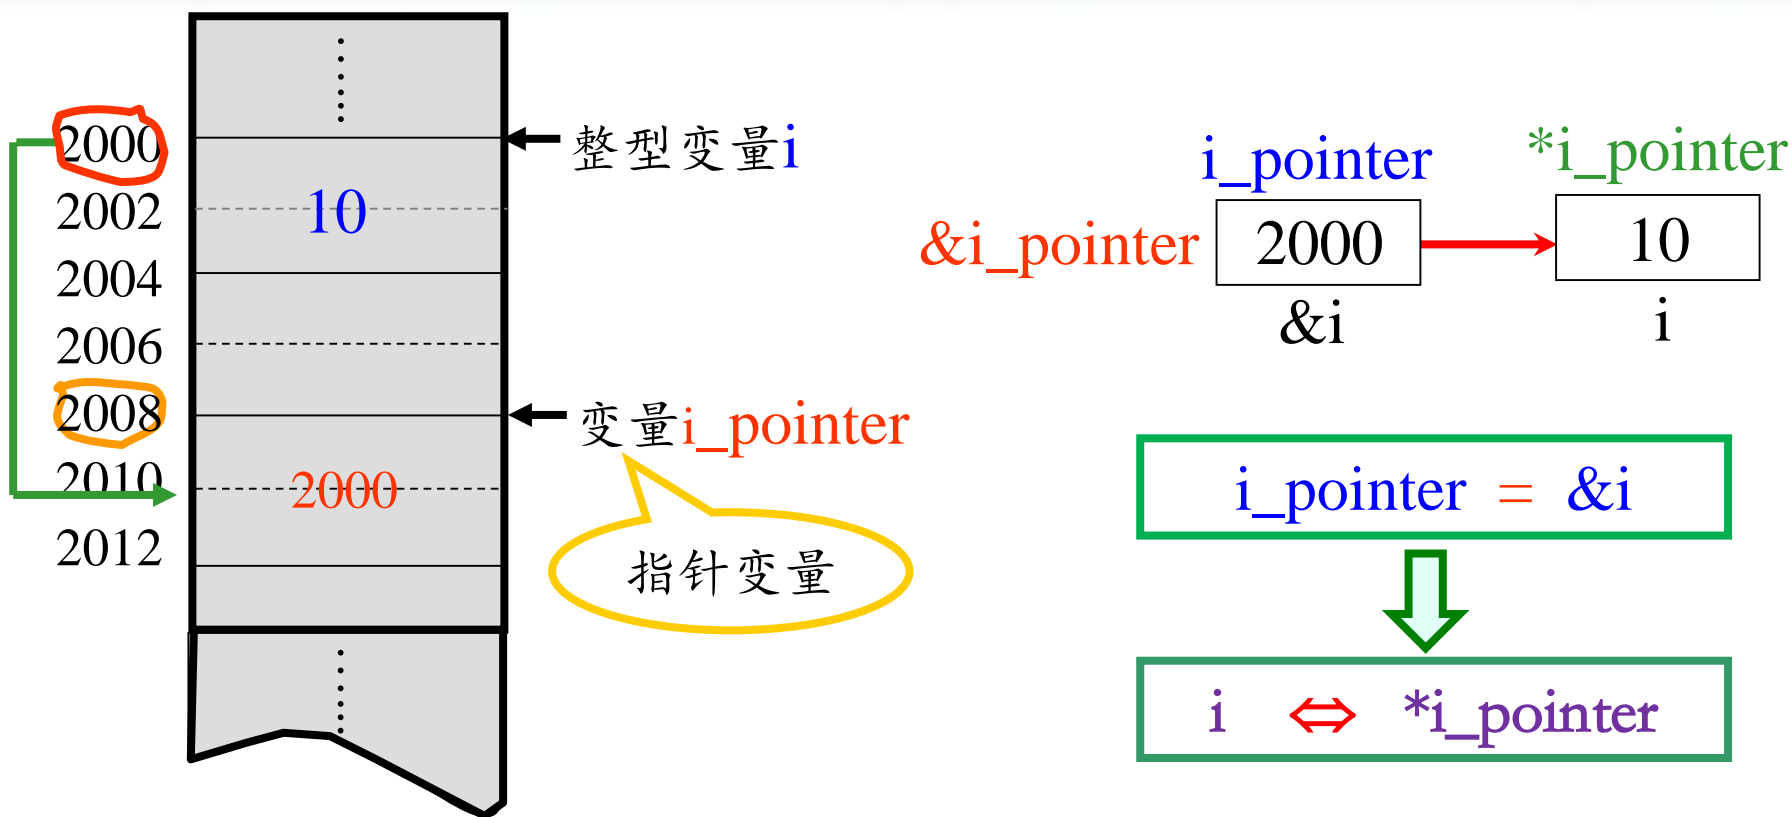 2000
2002
2004
2006
2008
2010
2012
10
2000
整型变量i
变量i_pointer
指针变量
i_pointer
*i_pointer
&i_pointer
2000
10
&i
i
i_pointer = &i
i ⇔ *i_pointer